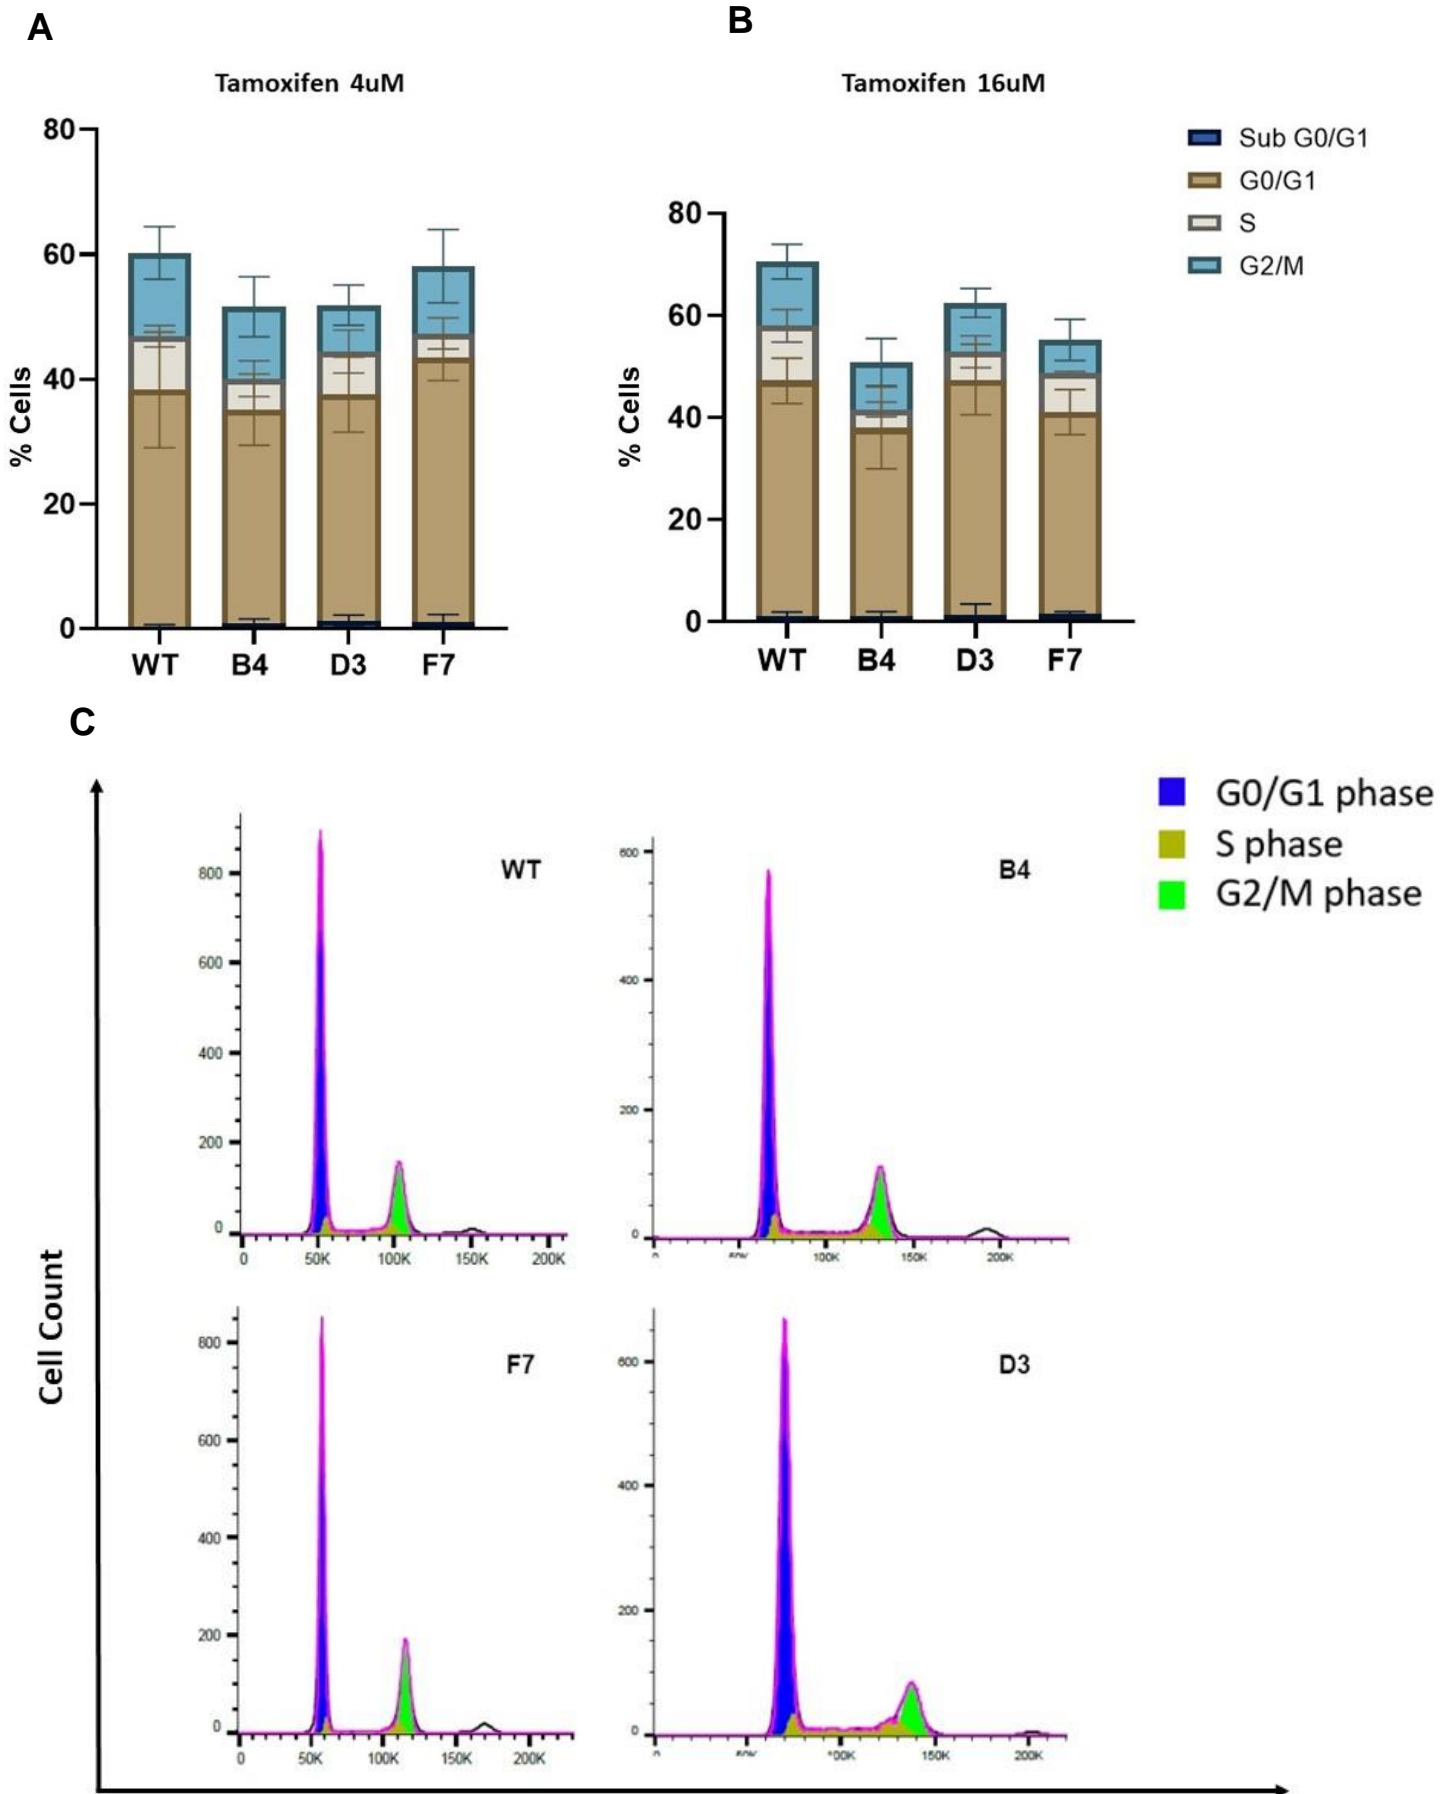 A
B
Tamoxifen 4uM
Tamoxifen 16uM
80
60
40
20
0
% Cells
WT B4 D3 F7
80
60
40
20
0
% Cells
WT B4 D3 F7
Sub G0/G1
G0/G1
S
G2/M
C
G0/G1 phase
S phase
G2/M phase
Cell Count
WT
800
600
400
200
0
0 50K 100K 150K 200K
B4
600
400
200
0
100K 150K 200K
F7
800
600
400
200
0
0 50K 100K 150K 200K
D3
600
400
200
0
150K 200K